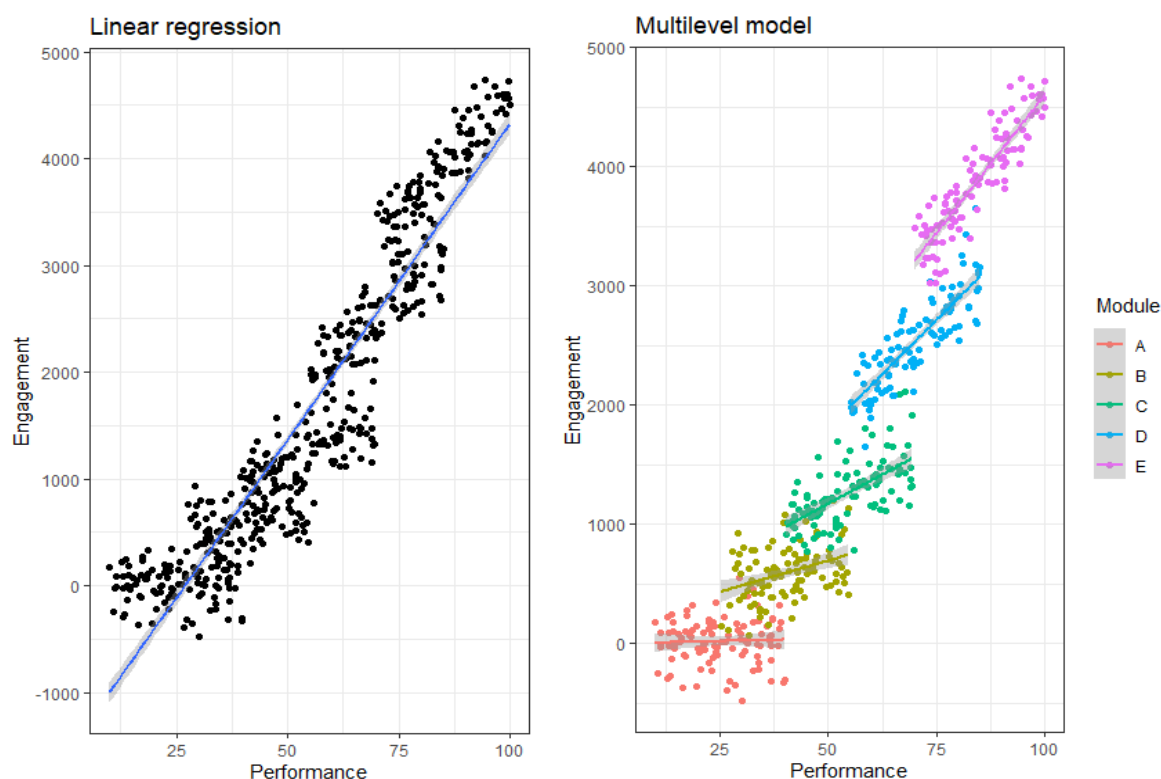 Linear regression
5000
4000
3000
2000
1000
0
-1000
Engagement
25 50 75 100
Performance
Multilevel model
5000
4000
3000
2000
1000
0
Engagement
25 50 75 100
Performance
Module
A
B
C
D
E